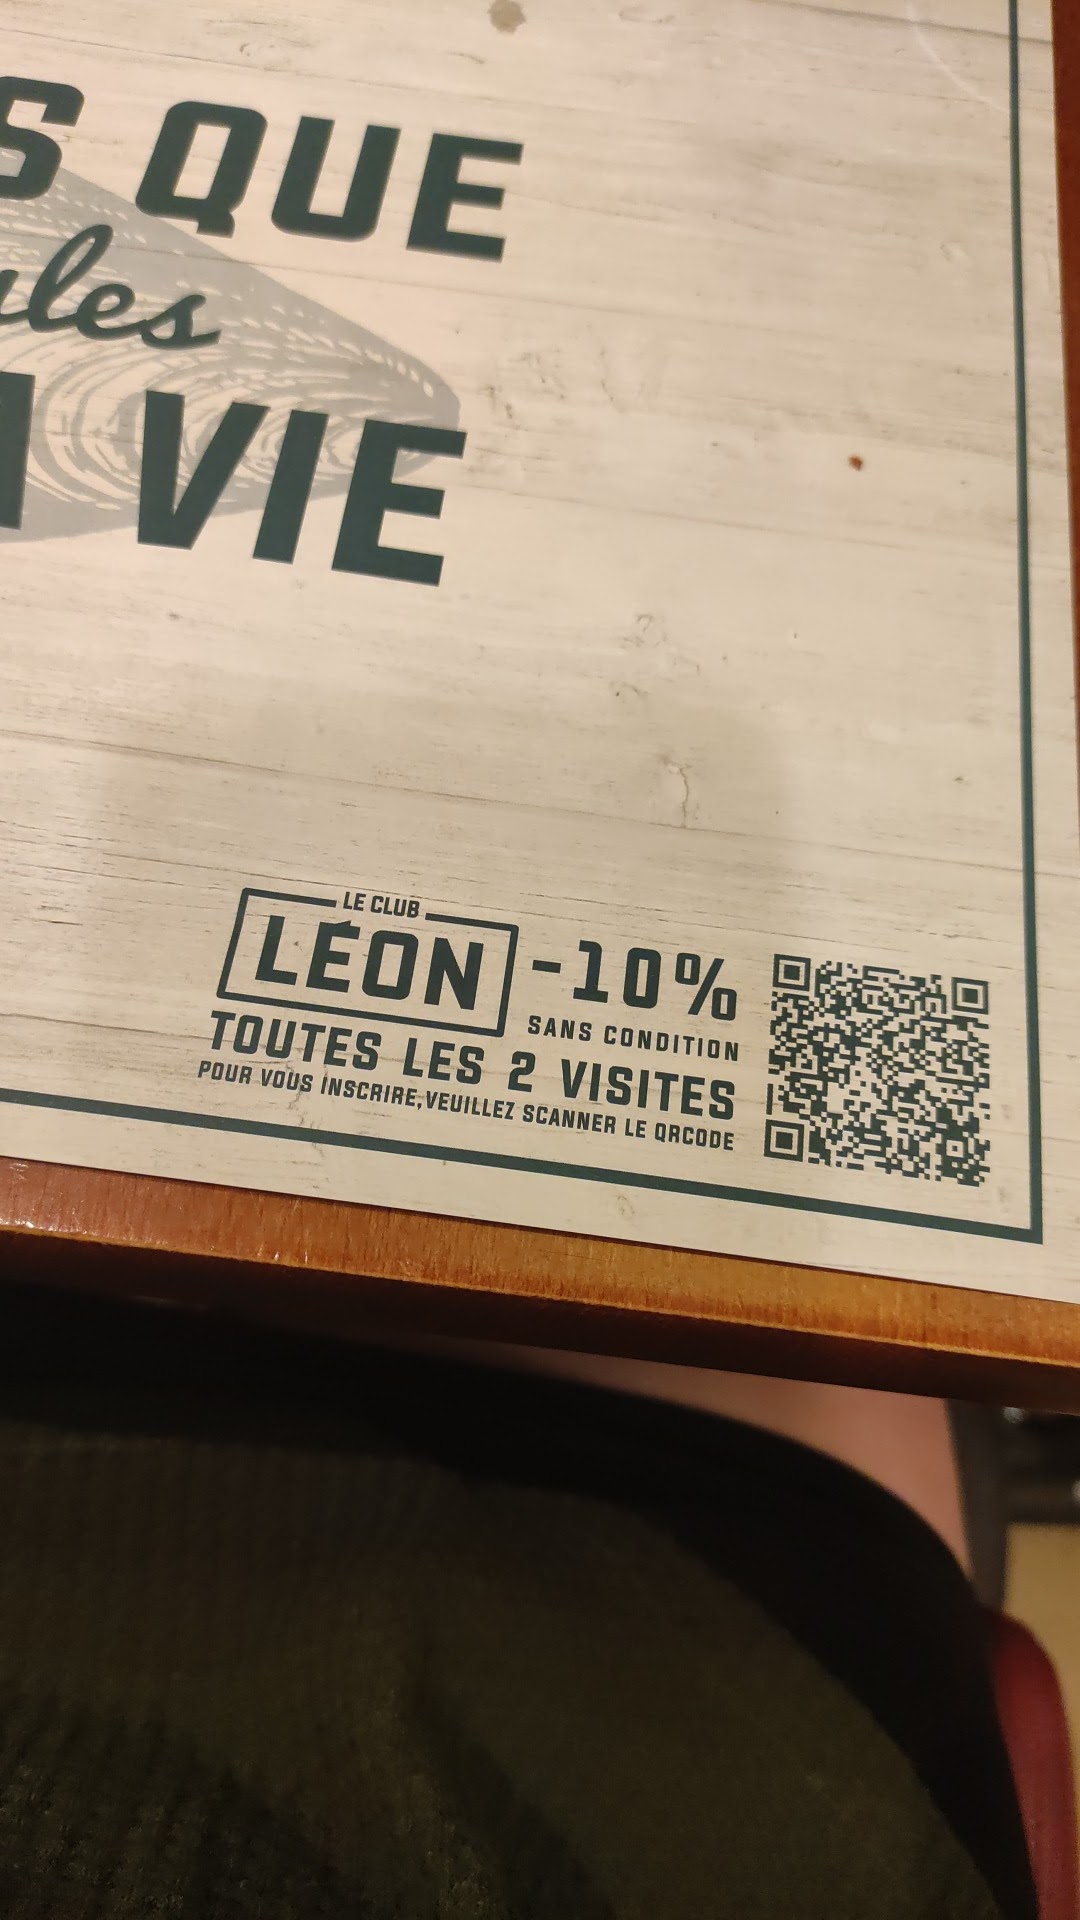 S QUE
ules
VIE
LE CLUB
LÉON
-10%
SANS CONDITION
TOUTES LES 2 VISITES
POUR VOUS INSCRIRE,VEUILLEZ SCANNER LE QRCODE